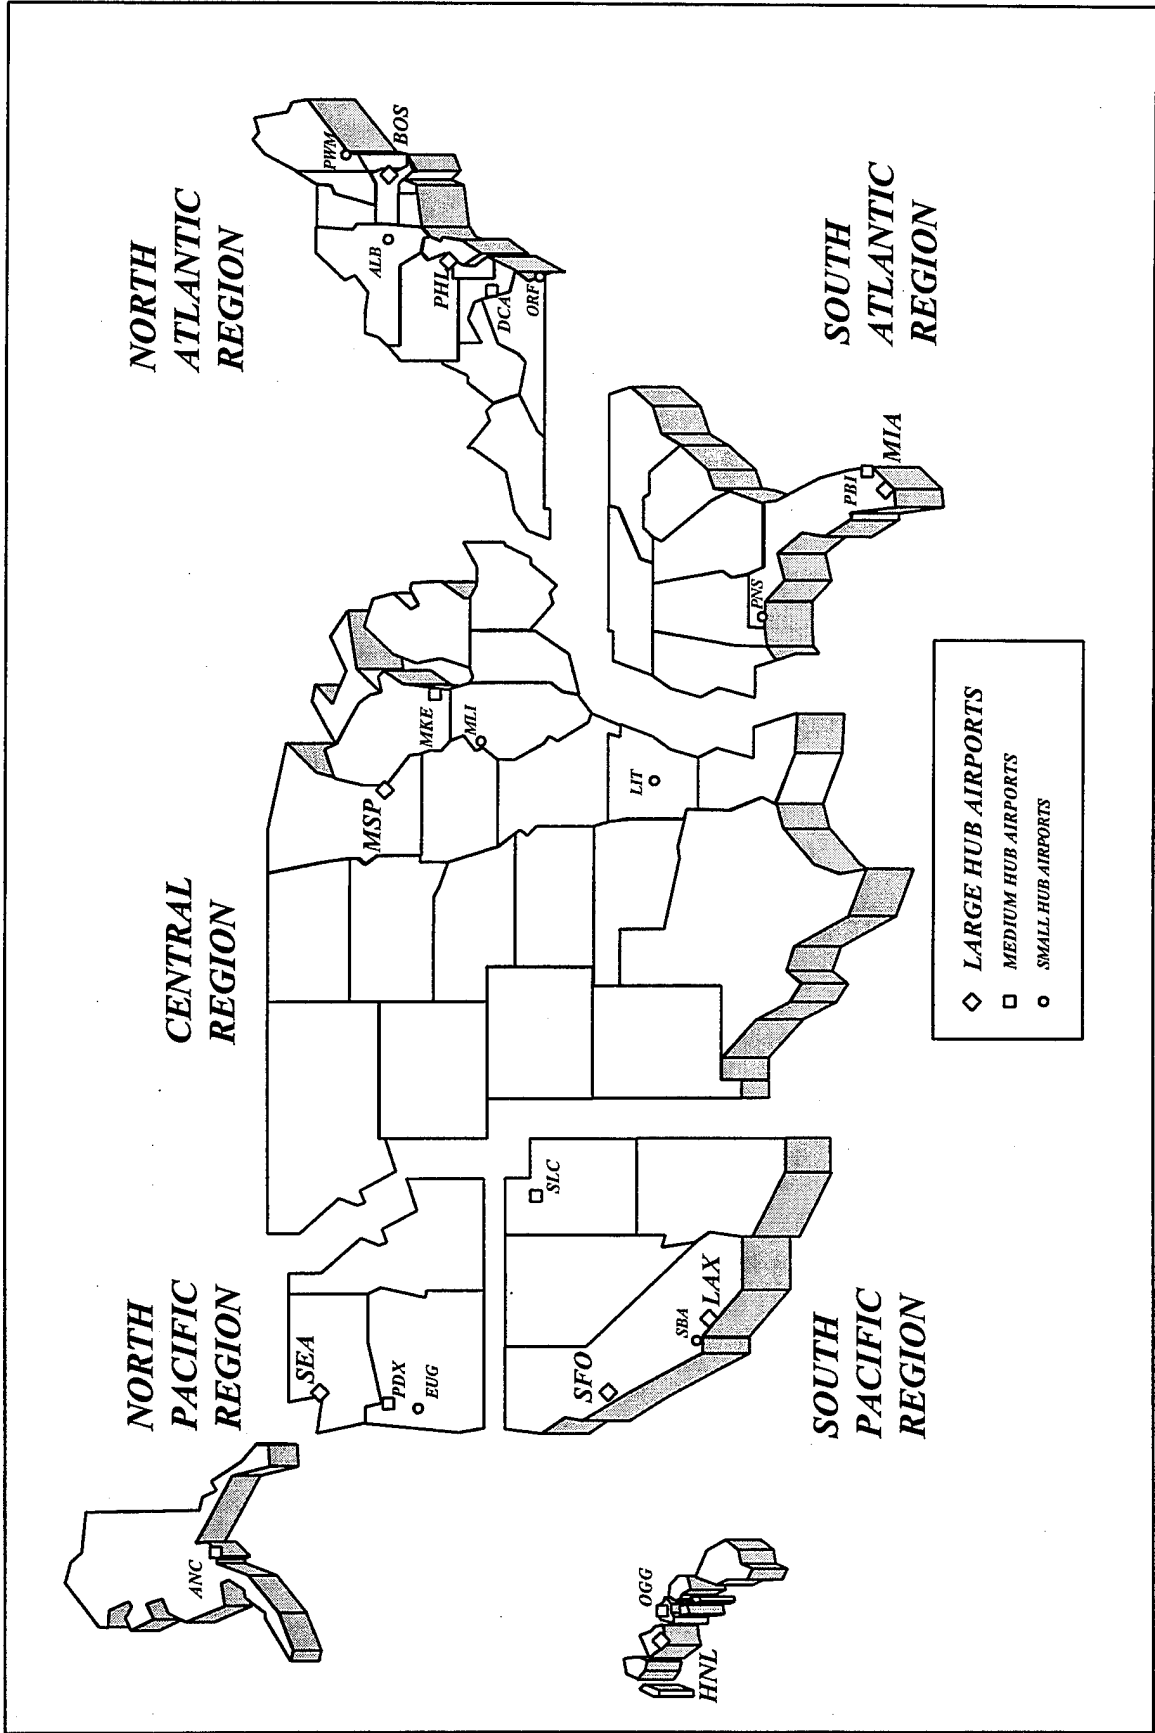 NORTH
PACIFIC
REGION
CENTRAL
REGION
NORTH
ATLANTIC
REGION
ANC
SEA
PDX
EUG
MSP
MKE
MLI
LIT
PWM
BOS
ALB
PHL
DCA
ORF
SLC
SFO
SBA
LAX
OGG
HNL
PNS
PBI
MIA
SOUTH
PACIFIC
REGION
SOUTH
ATLANTIC
REGION
LARGE HUB AIRPORTS
MEDIUM HUB AIRPORTS
SMALL HUB AIRPORTS